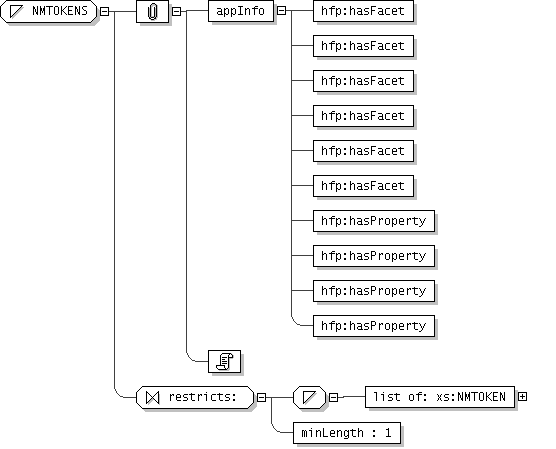 NMTOKENS
appInfo
hfp:hasFacet
hfp:hasFacet
hfp:hasFacet
hfp:hasFacet
hfp:hasFacet
hfp:hasFacet
hfp:hasProperty
hfp:hasProperty
hfp:hasProperty
hfp:hasProperty
restricts:
list of: xs:NMTOKEN
minLength : 1